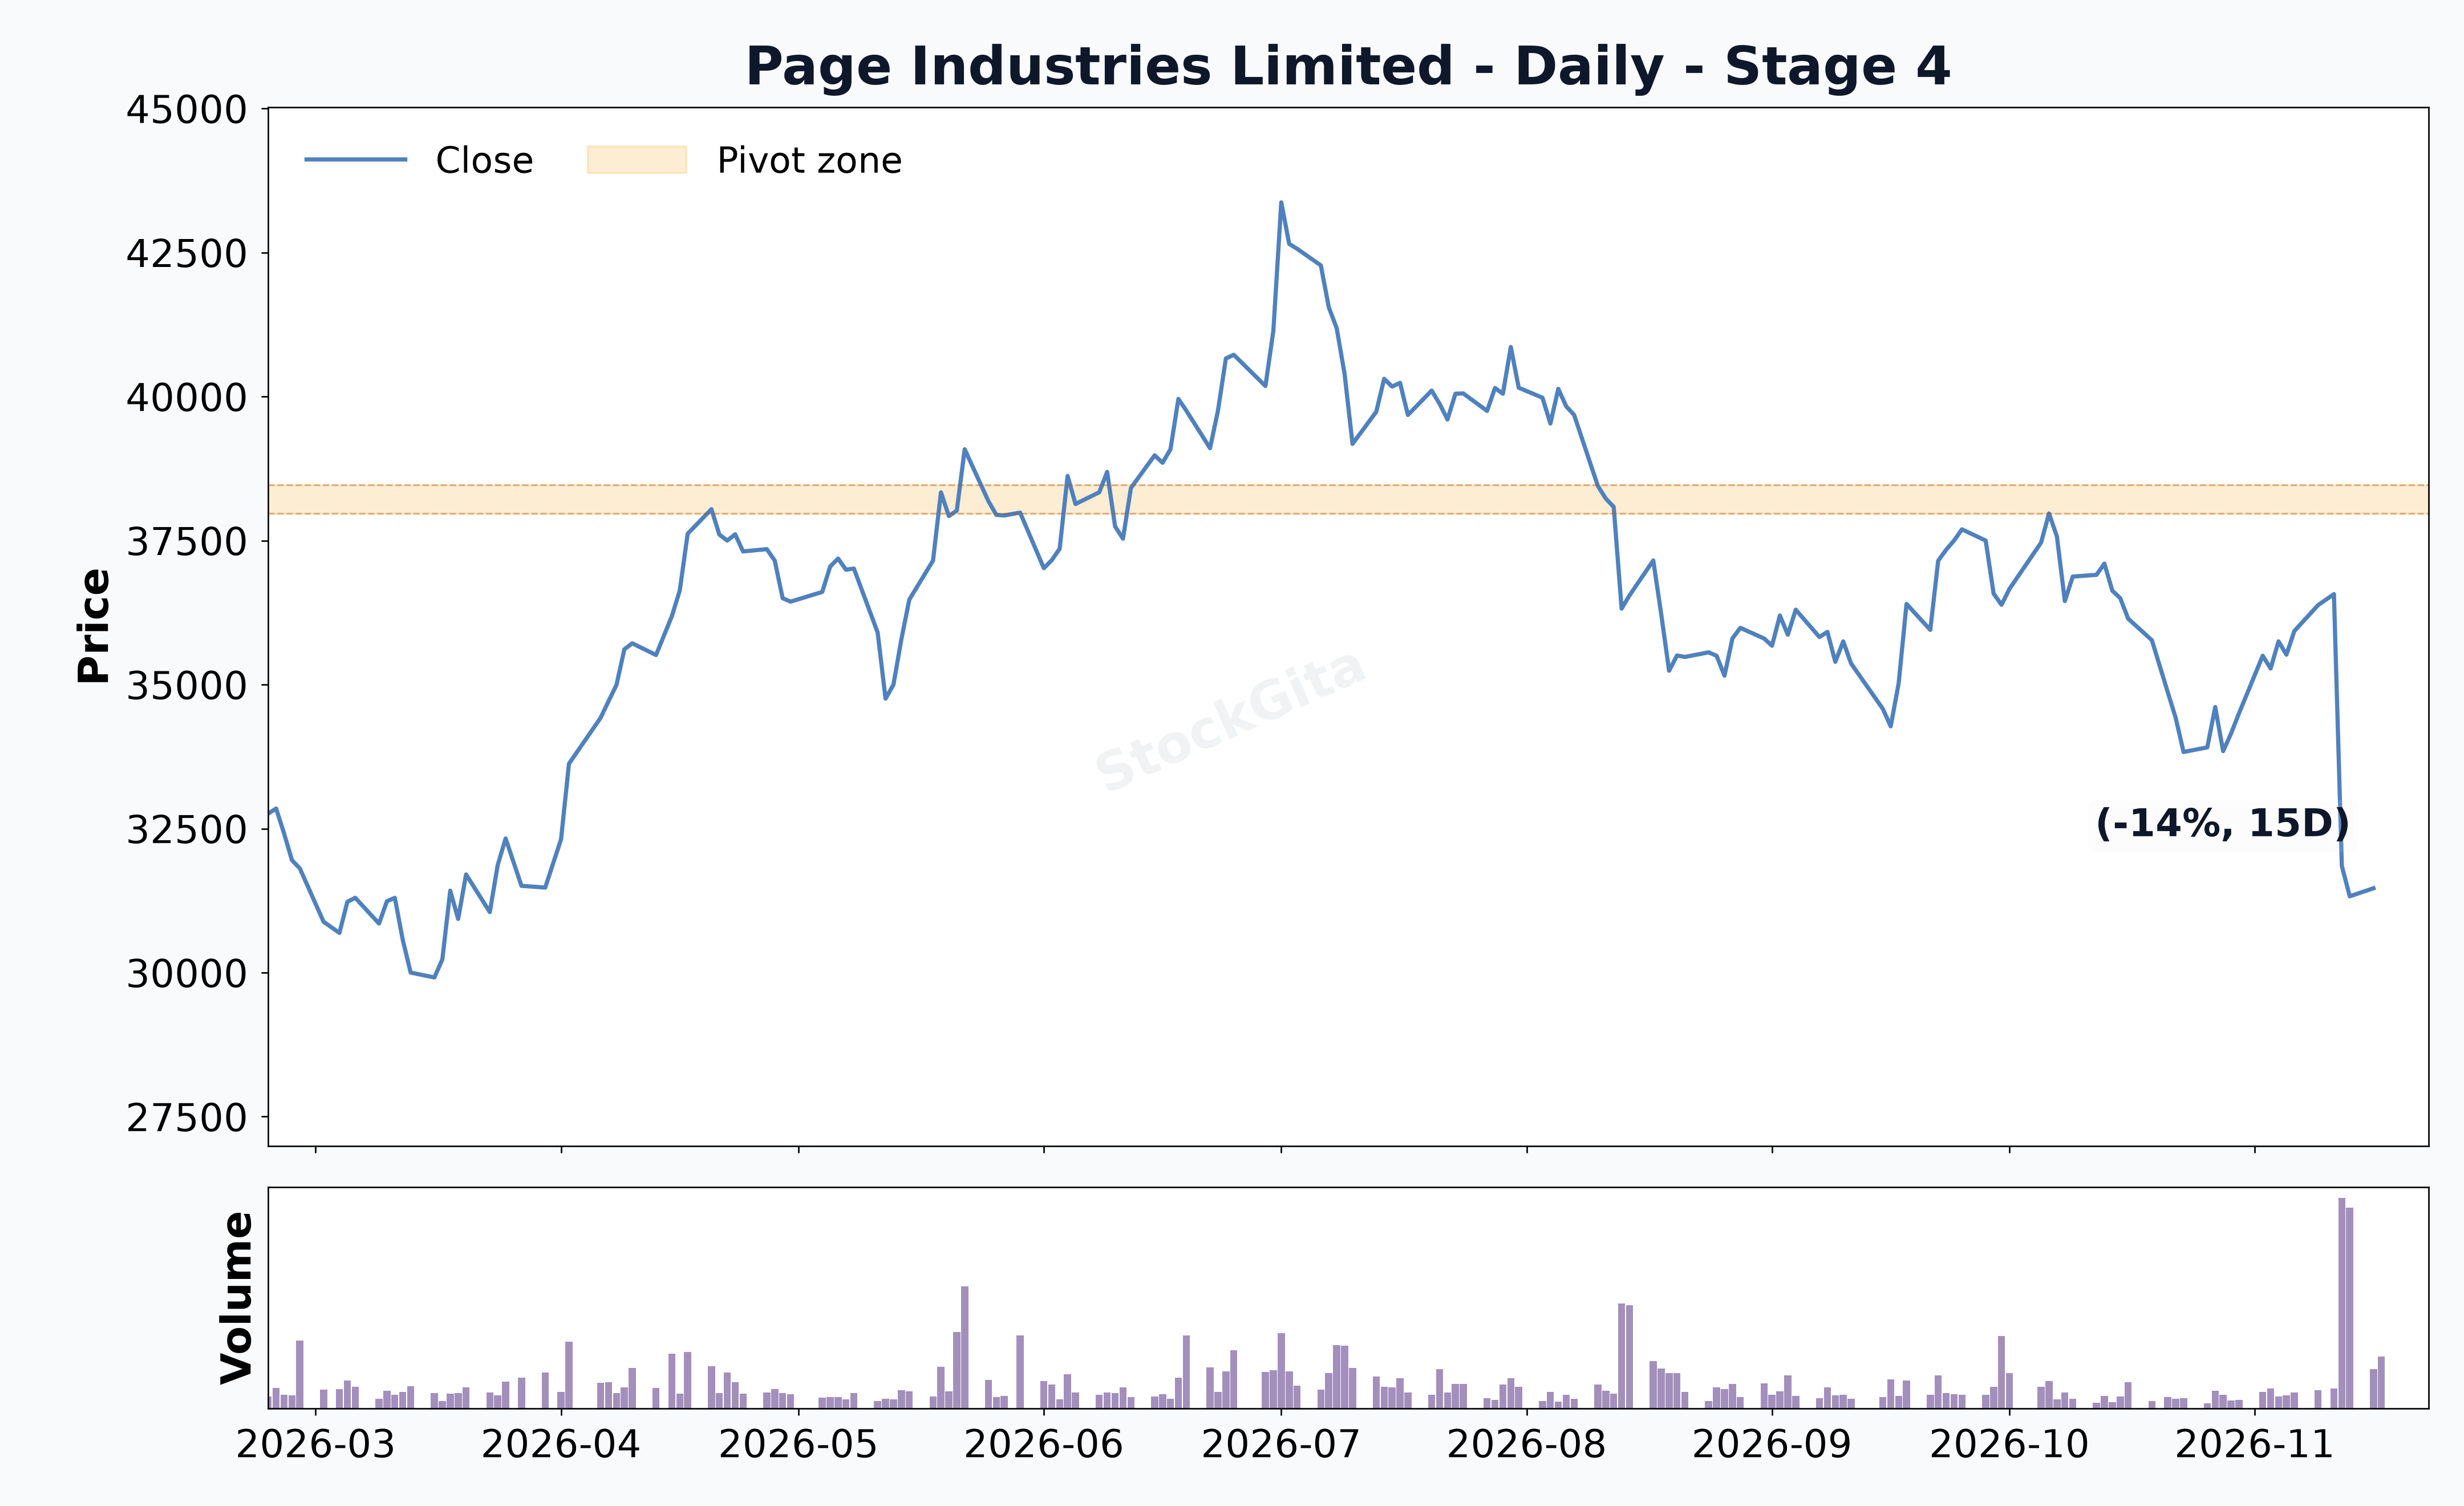 Page Industries Limited - Daily - Stage 4
45000
Close
Pivot zone
42500
40000
37500
35000
32500
30000
27500
Price
StockGita
(-14%, 15D)
Volume
2026-03
2026-04
2026-05
2026-06
2026-07
2026-08
2026-09
2026-10
2026-11